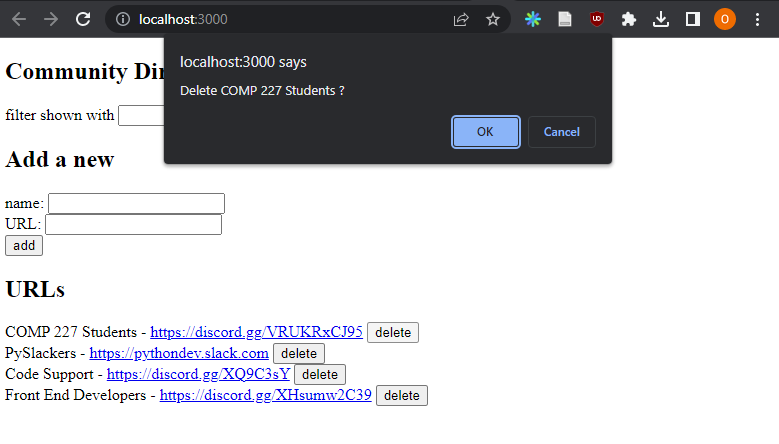 localhost:3000
UD
O
localhost:3000 says
Delete COMP 227 Students ?
OK
Cancel
Community Dir
filter shown with
Add a new
name:
URL:
add
URLs
COMP 227 Students - https://discord.gg/VRUKRxCJ95 delete
PySlackers - https://pythondev.slack.com delete
Code Support - https://discord.gg/XQ9C3sY delete
Front End Developers - https://discord.gg/XHsumw2C39 delete